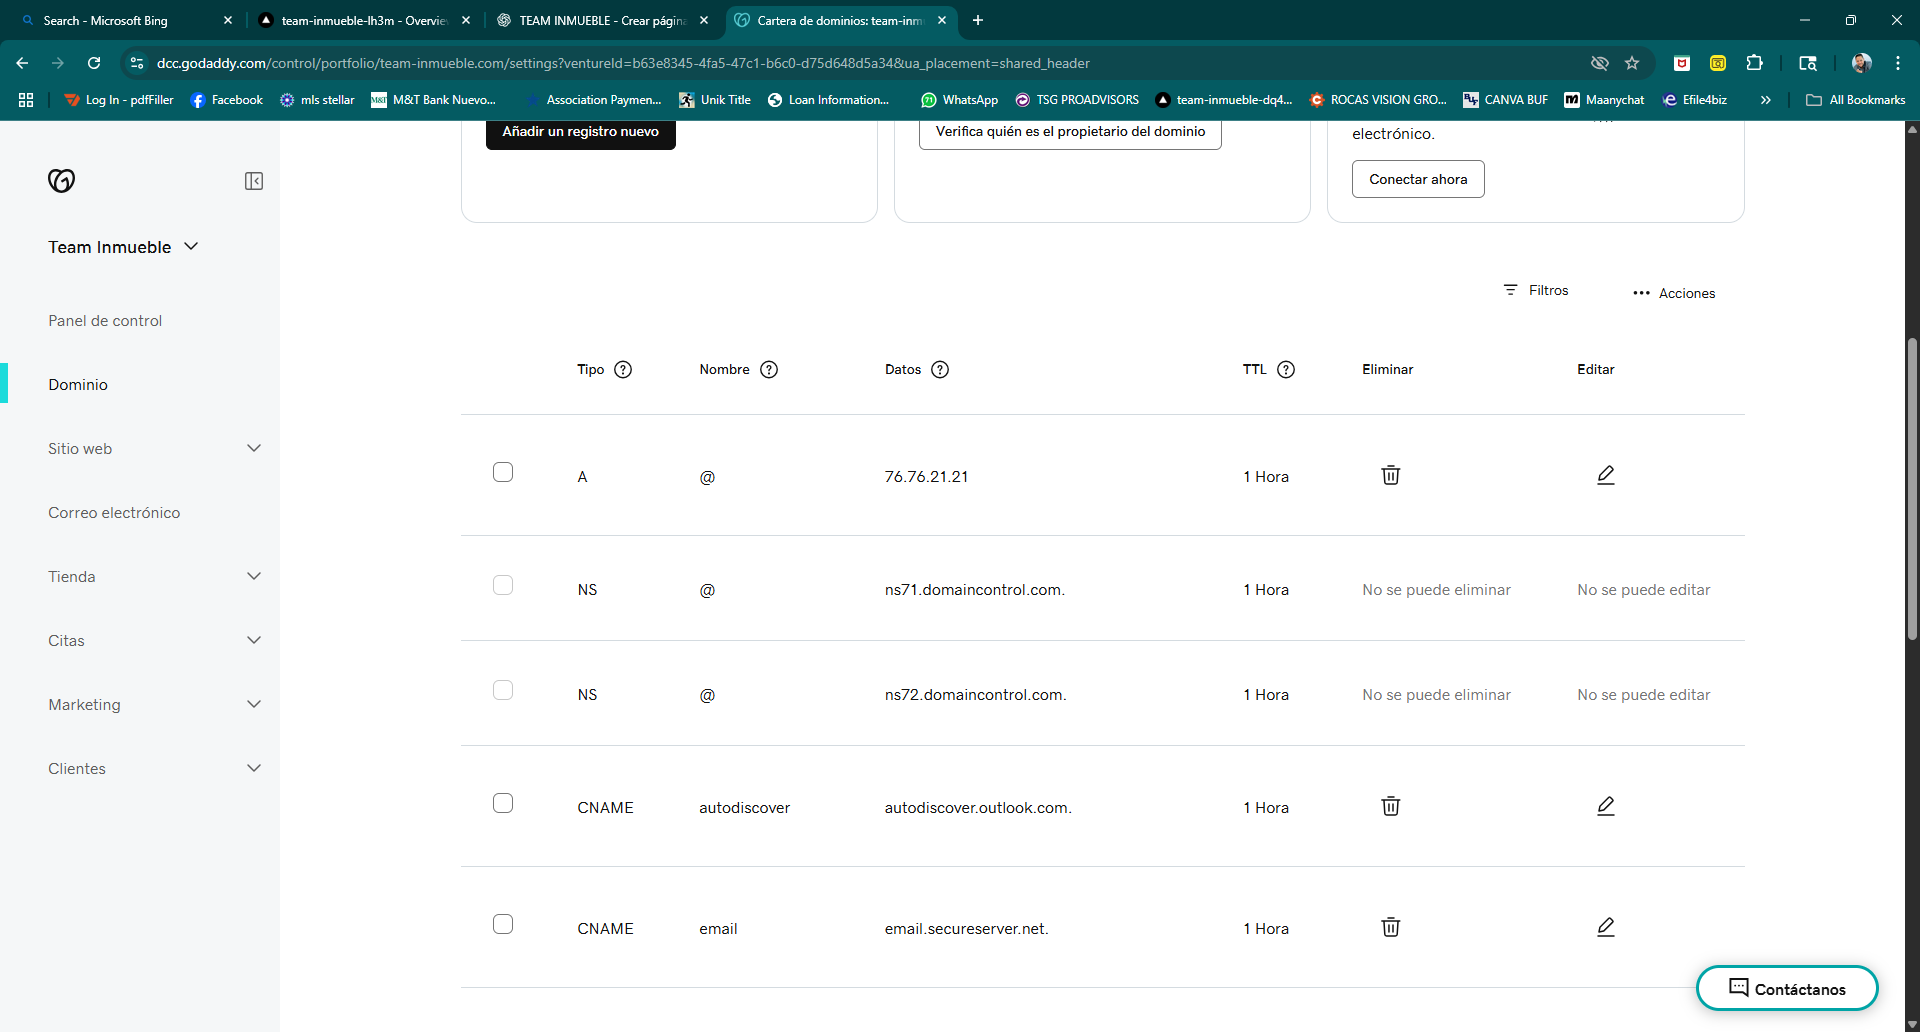 Search - Microsoft Bing
team-inmueble-lh3m - Overview
TEAM INMUEBLE - Crear página
Cartera de dominios: team-inm
dcc.godaddy.com/control/portfolio/team-inmueble.com/settings?ventureId=b63e8345-4fa5-47c1-b6c0-d75d648d5a34&ua_placement=shared_header
Log In - pdfFiller
Facebook
mls stellar
M&T Bank Nuevo...
Association Paymen...
Unik Title
Loan Information...
WhatsApp
TSG PROADVISORS
team-inmueble-dq4...
ROCAS VISION GRO...
CANVA BUF
Maanychat
Efile4biz
All Bookmarks
Añadir un registro nuevo
Verifica quién es el propietario del dominio
electrónico.
Conectar ahora
Team Inmueble
Panel de control
Dominio
Sitio web
Correo electrónico
Tienda
Citas
Marketing
Clientes
Filtros
Acciones
Tipo Nombre Datos TTL Eliminar Editar
A @ 76.76.21.21 1 Hora
NS @ ns71.domaincontrol.com. 1 Hora No se puede eliminar No se puede editar
NS @ ns72.domaincontrol.com. 1 Hora No se puede eliminar No se puede editar
CNAME autodiscover autodiscover.outlook.com. 1 Hora
CNAME email email.secureserver.net. 1 Hora
Contáctanos